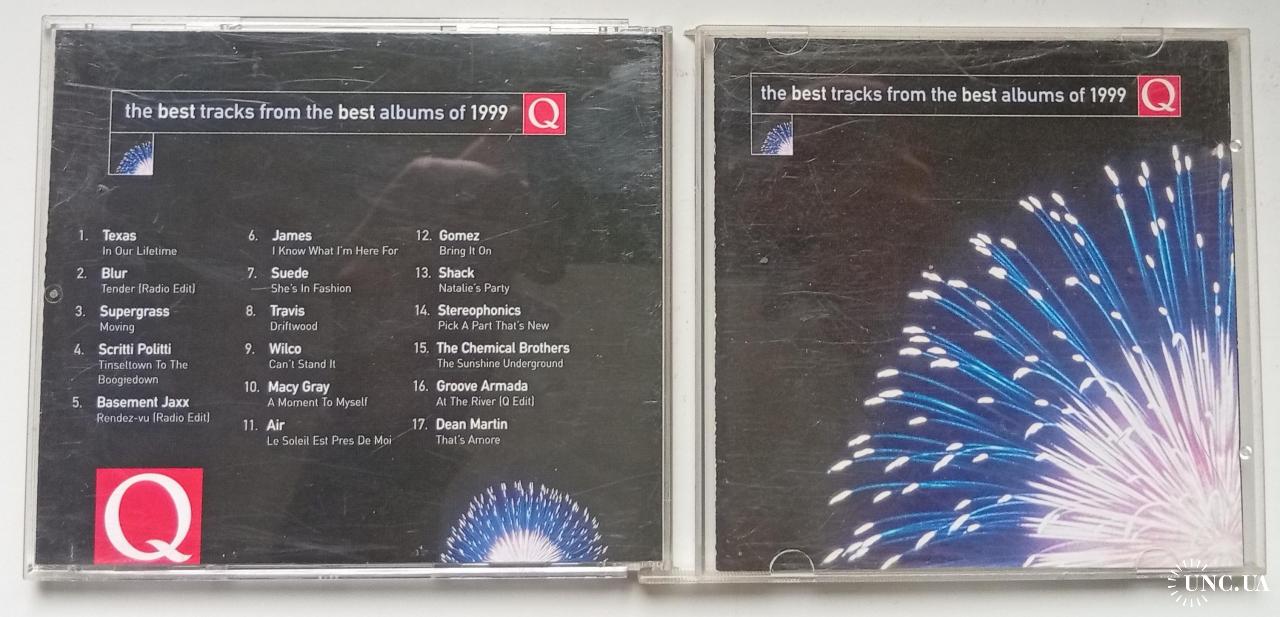 the best tracks from the best albums of 1999 Q
1. Texas
In Our Lifetime
2. Blur
Tender (Radio Edit)
3. Supergrass
Moving
4. Scritti Politti
Tinseltown To The
Boogiedown
5. Basement Jaxx
Rendez-vu (Radio Edit)
6. James
I Know What I'm Here For
7. Suede
She's In Fashion
8. Travis
Driftwood
9. Wilco
Can't Stand It
10. Macy Gray
A Moment To Myself
11. Air
Le Soleil Est Pres De Moi
12. Gomez
Bring It On
13. Shack
Natalie's Party
14. Stereophonics
Pick A Part That's New
15. The Chemical Brothers
The Sunshine Underground
16. Groove Armada
At The River (Q Edit)
17. Dean Martin
That's Amore
Q
the best tracks from the best albums of 1999 Q
UNC.UA